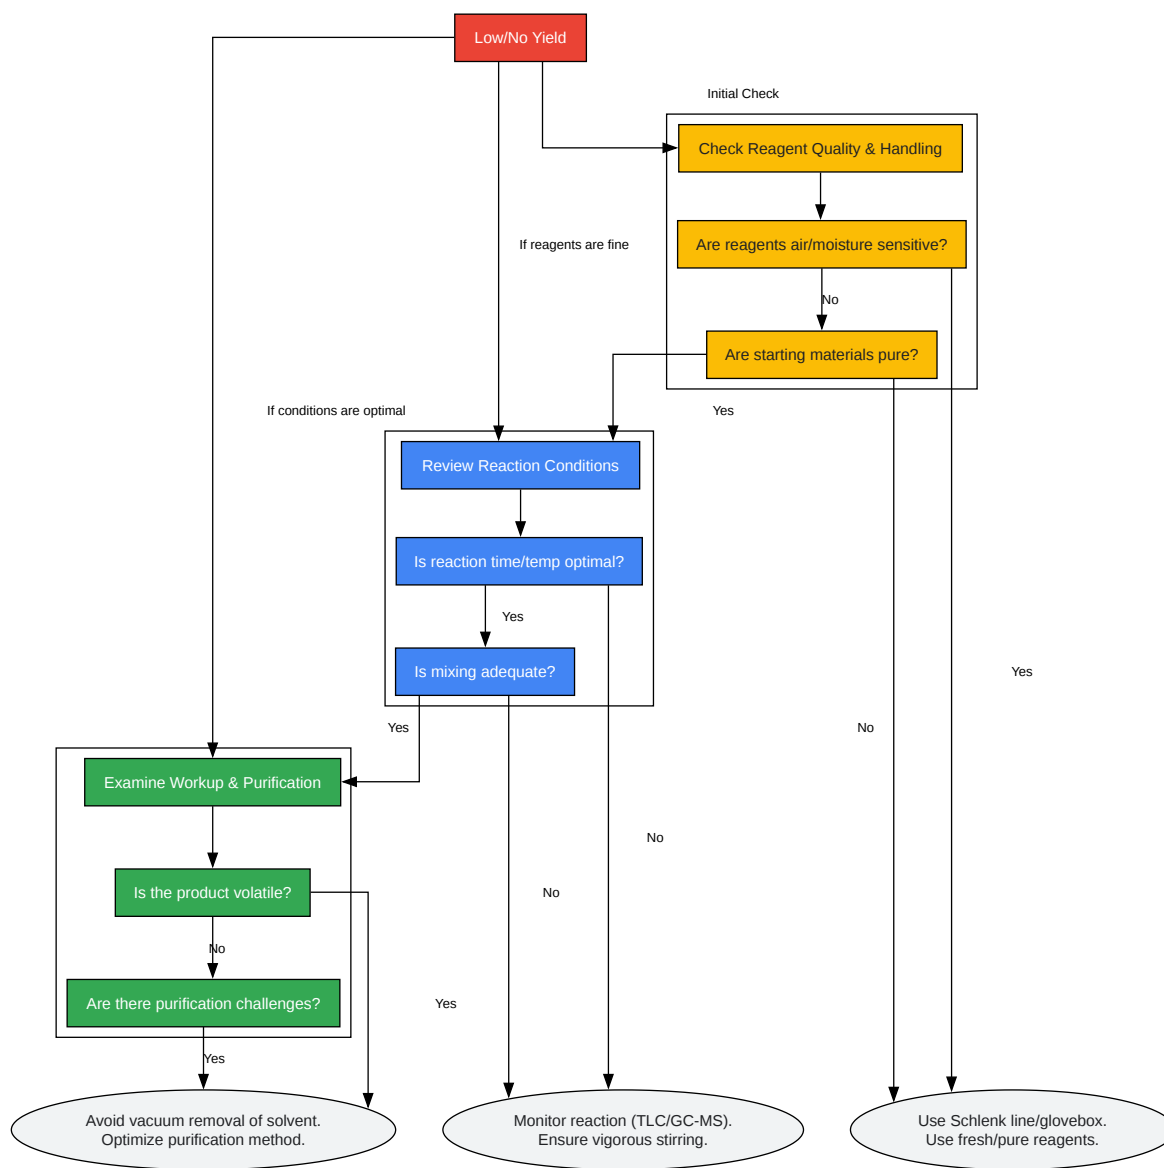 Low/No Yield
Initial Check
Check Reagent Quality & Handling
If reagents are fine
Are reagents air/moisture sensitive?
No
Are starting materials pure?
If conditions are optimal
Yes
Review Reaction Conditions
Is reaction time/temp optimal?
Yes
Is mixing adequate?
Yes
Yes
No
Examine Workup & Purification
No
Is the product volatile?
No
No
Are there purification challenges?
Yes
Yes
Avoid vacuum removal of solvent.
Optimize purification method.
Monitor reaction (TLC/GC-MS).
Ensure vigorous stirring.
Use Schlenk line/glovebox.
Use fresh/pure reagents.